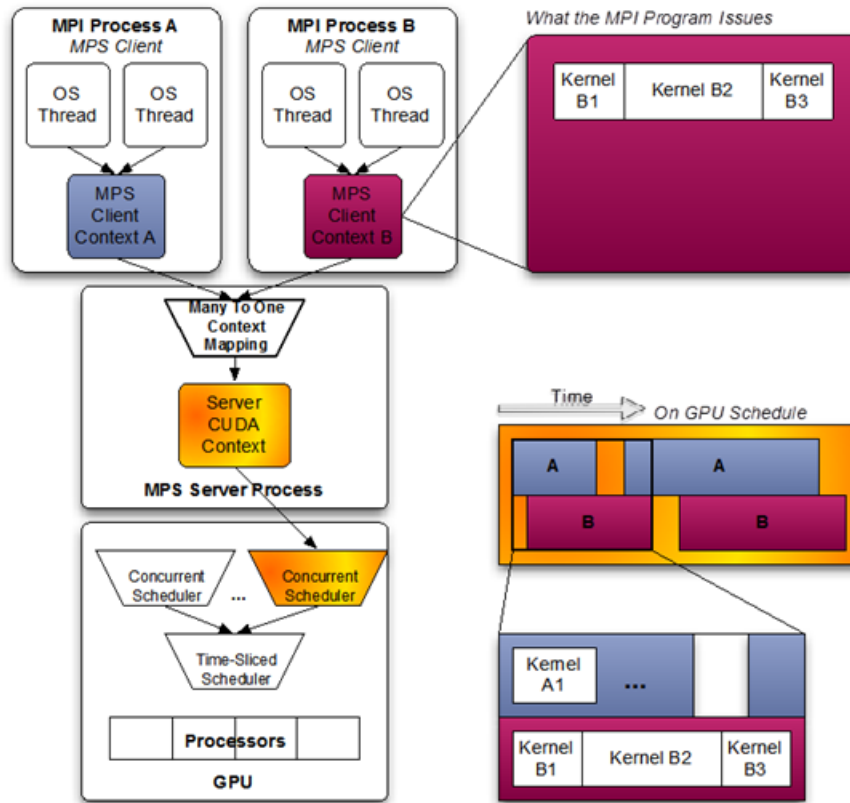 MPI Process A
MPS Client
OS
Thread
OS
Thread
MPS
Client
Context A
MPI Process B
MPS Client
OS
Thread
OS
Thread
MPS
Client
Context B
What the MPI Program Issues
Kernel
B1
Kernel B2
Kernel
B3
Many To One
Context
Mapping
Server
CUDA
Context
MPS Server Process
Concurrent
Scheduler
...
Concurrent
Scheduler
Time-Sliced
Scheduler
Processors
GPU
Time
On GPU Schedule
A
A
B
B
Kernel
A1
...
Kernel
B1
Kernel B2
Kernel
B3